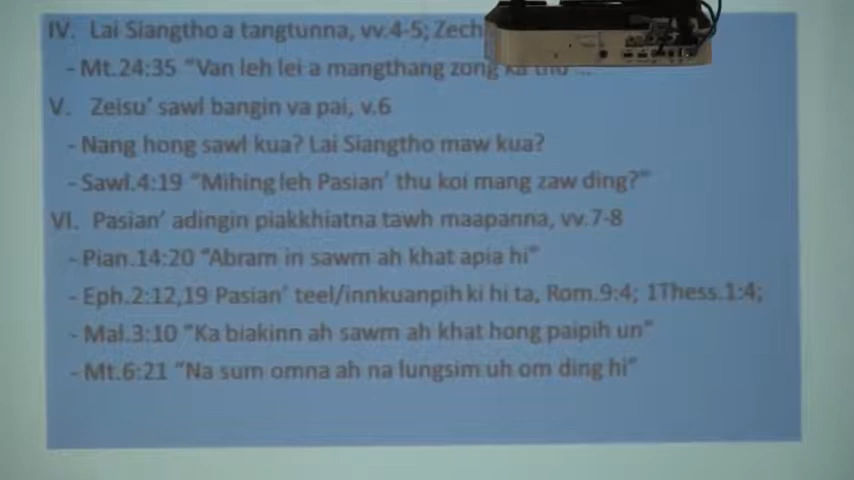 IV. Lai Siangtho a tangtunna, vv.4-5; Zech
- Mt.24:35 "Van leh lei a mangthang zong ka thu ...
V. Zeisu' sawl bangin va pai, v.6
- Nang hong sawl kua? Lai Siangtho maw kua?
- Sawl.4:19 "Mihing leh Pasian' thu koi mang zaw ding?"
VI. Pasian' adingin piakkhiatna tawh maapanna, vv.7-8
- Pian.14:20 "Abram in sawm ah khat apia hi"
- Eph.2:12,19 Pasian' teel/innkuanpih ki hi ta, Rom.9:4; 1Thess.1:4;
- Mal.3:10 "Ka biakinn ah sawm ah khat hong paipih un"
- Mt.6:21 "Na sum omna ah na lungsim uh om ding hi"